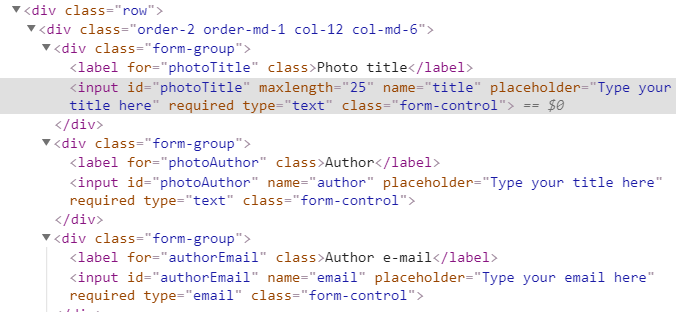 ▼<div class="row">
▼<div class="order-2 order-md-1 col-12 col-md-6">
▼<div class="form-group">
<label for="photoTitle" class>Photo title</label>
<input id="photoTitle" maxlength="25" name="title" placeholder="Type your
title here" required type="text" class="form-control"> == $0
</div>
▼<div class="form-group">
<label for="photoAuthor" class>Author</label>
<input id="photoAuthor" name="author" placeholder="Type your title here"
required type="text" class="form-control">
</div>
▼<div class="form-group">
<label for="authorEmail" class>Author e-mail</label>
<input id="authorEmail" name="email" placeholder="Type your email here"
required type="email" class="form-control">
</div>